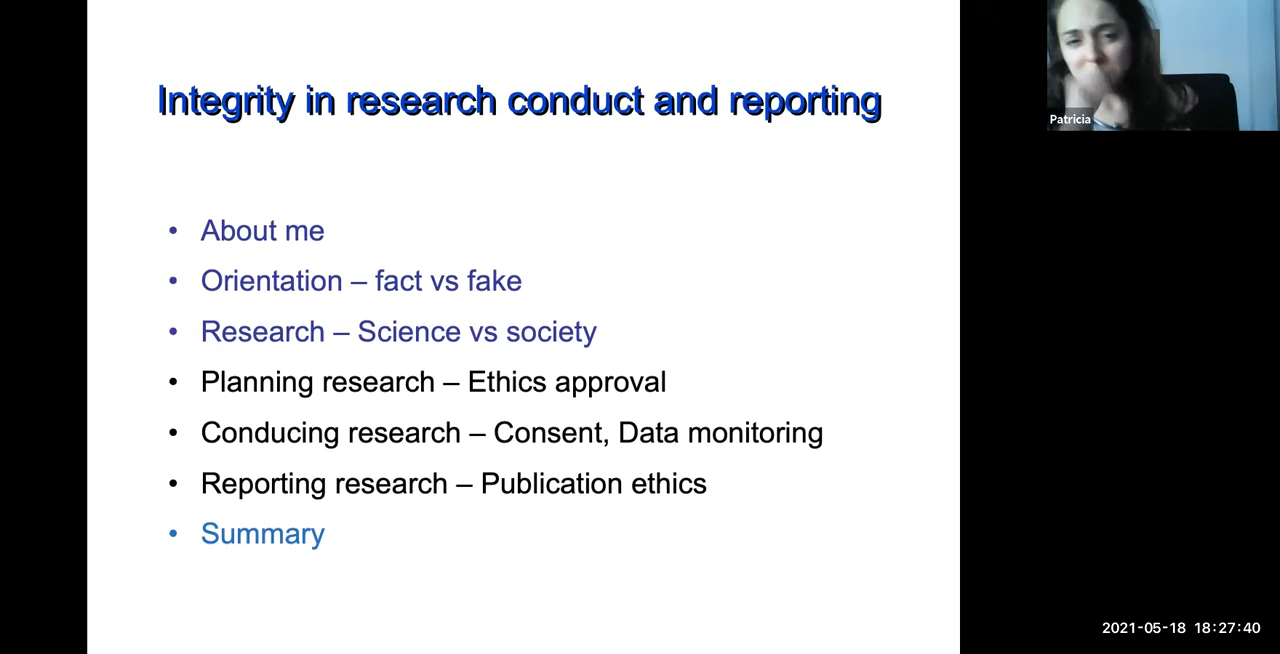 Integrity in research conduct and reporting
Patricia
• About me
• Orientation – fact vs fake
• Research – Science vs society
• Planning research – Ethics approval
• Conducing research – Consent, Data monitoring
• Reporting research – Publication ethics
• Summary
2021-05-18 18:27:40